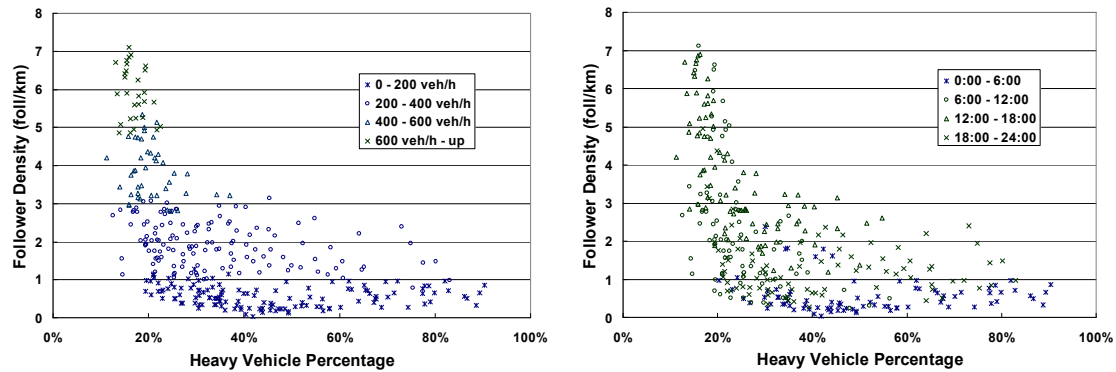 8
7
6
5
4
3
2
1
0
Follower Density (foll/km)
0 - 200 veh/h
200 - 400 veh/h
400 - 600 veh/h
600 veh/h - up
0% 20% 40% 60% 80% 100%
Heavy Vehicle Percentage
8
7
6
5
4
3
2
1
0
Follower Density (foll/km)
0:00 - 6:00
6:00 - 12:00
12:00 - 18:00
18:00 - 24:00
0% 20% 40% 60% 80% 100%
Heavy Vehicle Percentage